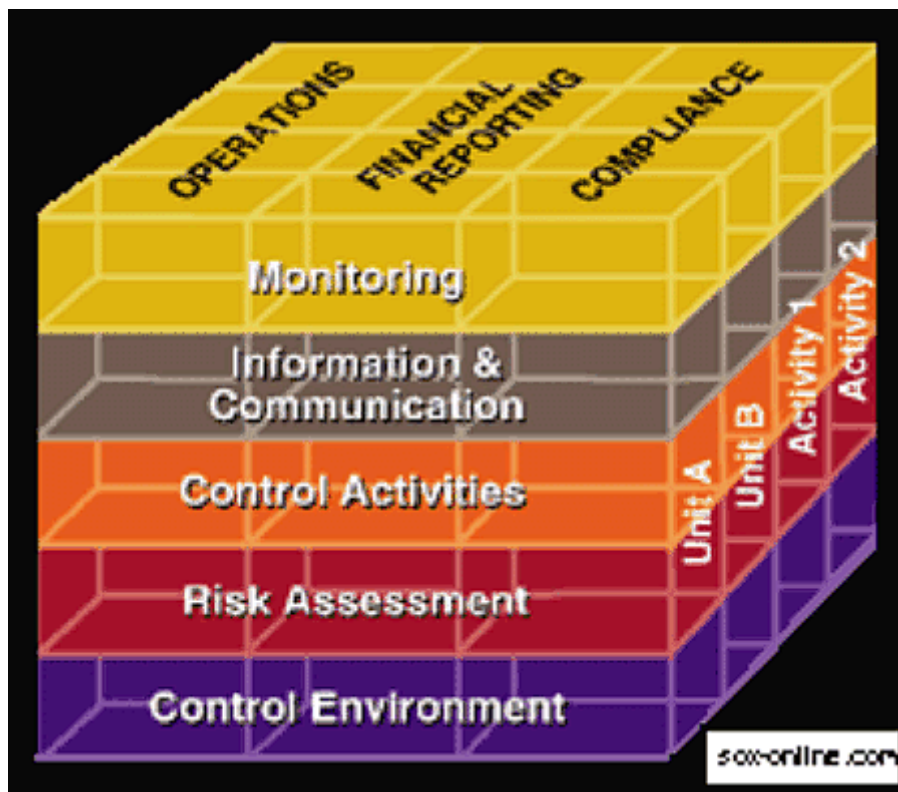 OPERATIONS
FINANCIAL
REPORTING
COMPLIANCE
Monitoring
Information &
Communication
Control Activities
Risk Assessment
Control Environment
Unit A
Unit B
Activity 1
Activity 2
sox-online.com